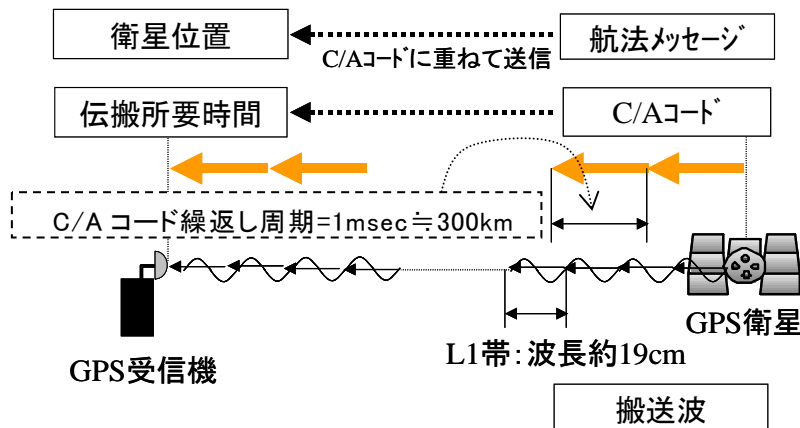 衛星位置
航法メッセージ
C/Aコードに重ねて送信
伝搬所要時間
C/Aコード
C/A コード繰返し周期=1msec≒300km
GPS衛星
L1帯:波長約19cm
GPS受信機
搬送波